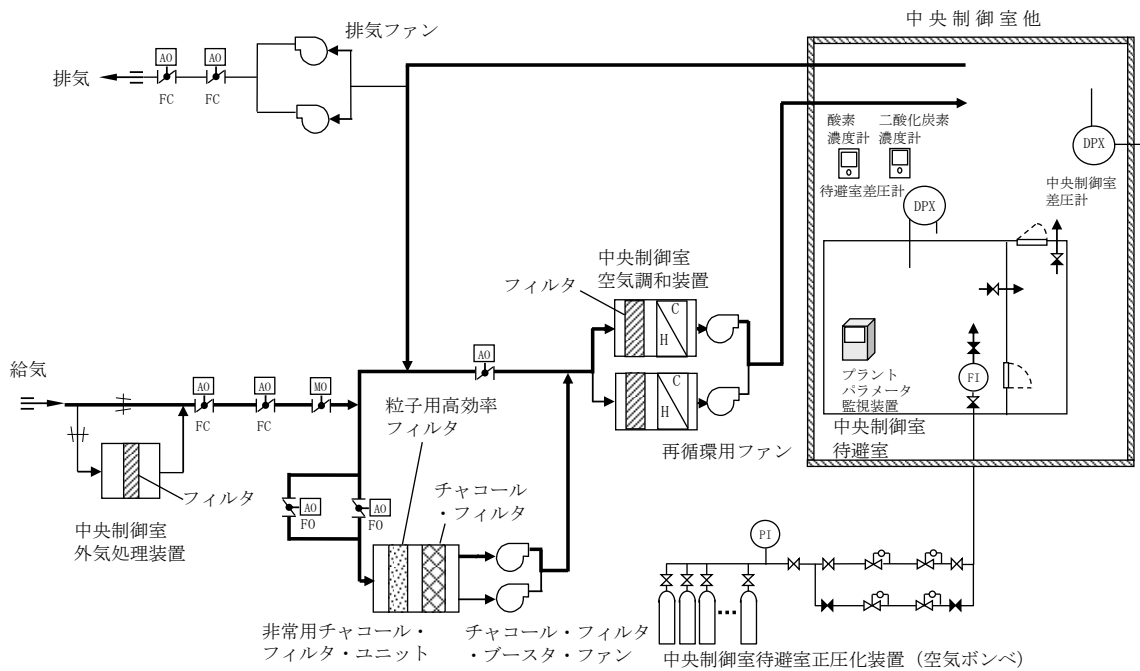 中央制御室他
排気ファン
AO
AO
排気
FC
FC
酸素
濃度計
二酸化炭素
濃度計
DPX
待避室差圧計
中央制御室
差圧計
DPX
中央制御室
空気調和装置
フィルタ
C
H
AO
給気
AO
AO
MO
C
H
プラント
パラメータ
監視装置
FI
FC
FC
粒子用高効率
フィルタ
中央制御室
待避室
再循環用ファン
フィルタ
チャコール
・フィルタ
AO
AO
FO
FO
中央制御室
外気処理装置
PI
非常用チャコール・
フィルタ・ユニット
チャコール・フィルタ
・ブースタ・ファン
中央制御室待避室正圧化装置（空気ボンベ）